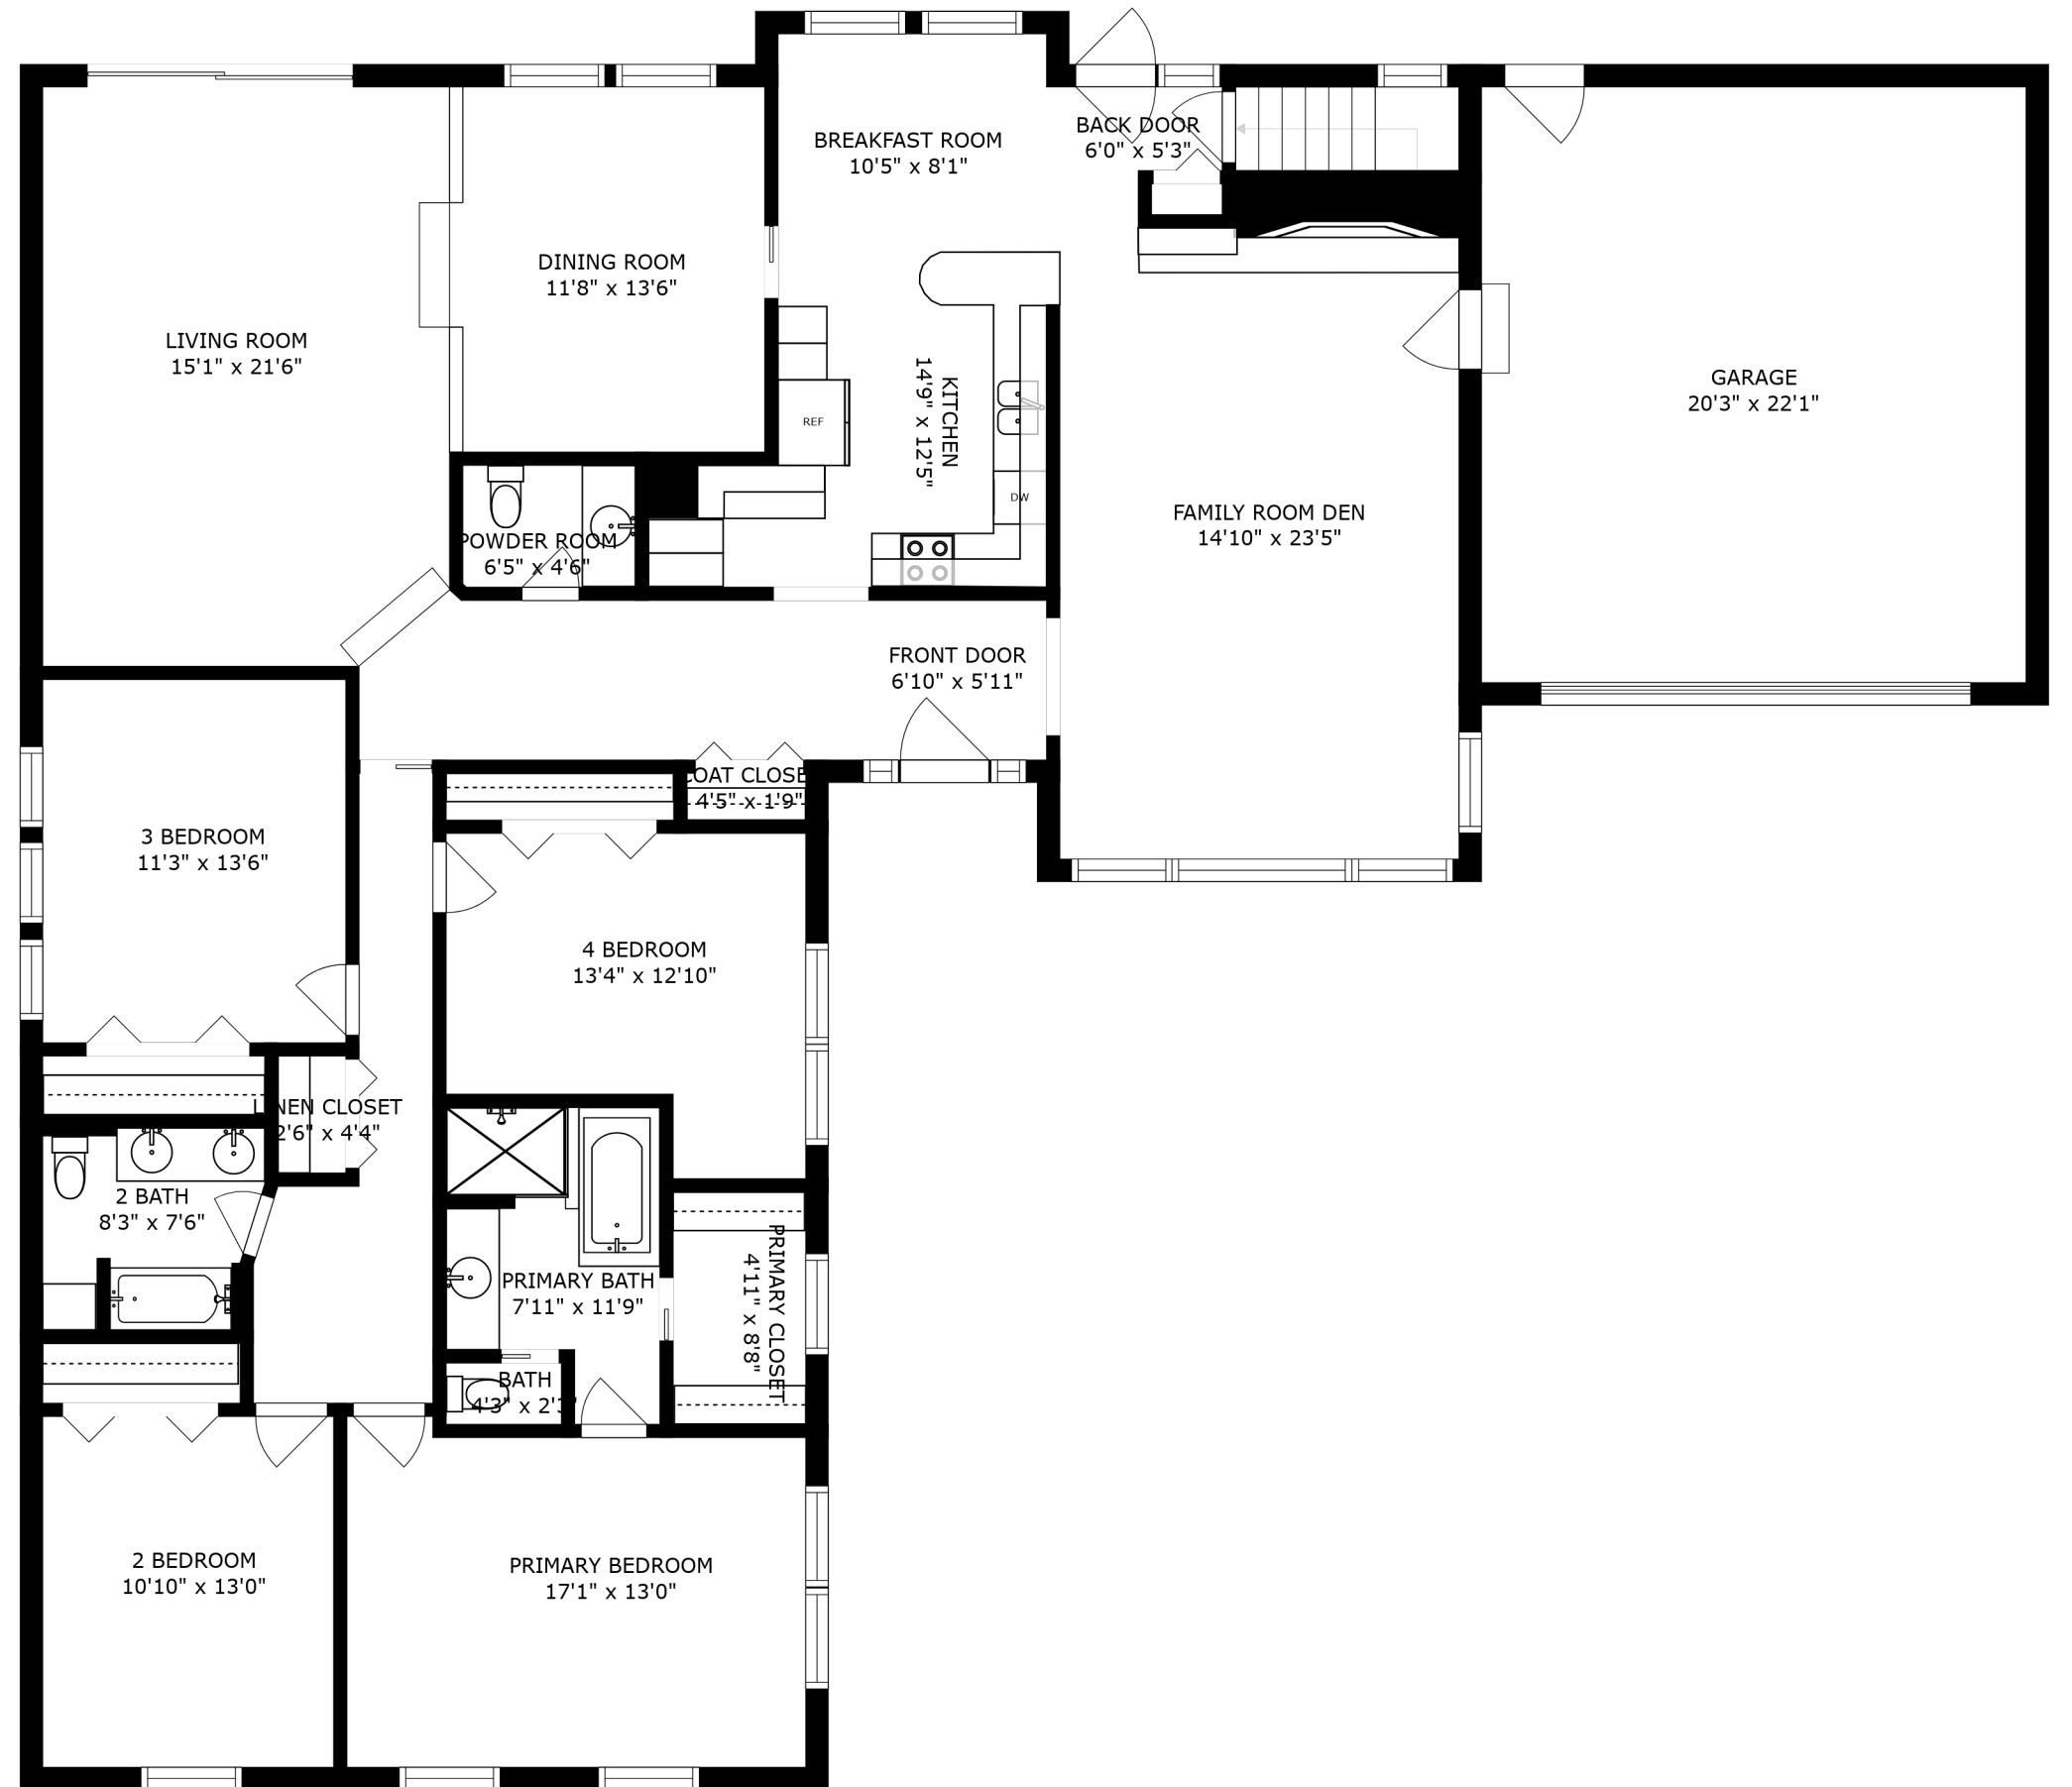 BREAKFAST ROOM
10'5" x 8'1"
BACK DOOR
6'0" x 5'3"
DINING ROOM
11'8" x 13'6"
LIVING ROOM
15'1" x 21'6"
KITCHEN
14'9" x 12'5"
REF
GARAGE
20'3" x 22'1"
DW
FAMILY ROOM DEN
14'10" x 23'5"
POWDER ROOM
6'5" x 4'6"
FRONT DOOR
6'10" x 5'11"
COAT CLOSET
4'5" x 1'9"
3 BEDROOM
11'3" x 13'6"
4 BEDROOM
13'4" x 12'10"
LINEN CLOSET
2'6" x 4'4"
2 BATH
8'3" x 7'6"
PRIMARY BATH
7'11" x 11'9"
PRIMARY CLOSET
4'11" x 8'8"
BATH
4'3" x 2'3"
2 BEDROOM
10'10" x 13'0"
PRIMARY BEDROOM
17'1" x 13'0"